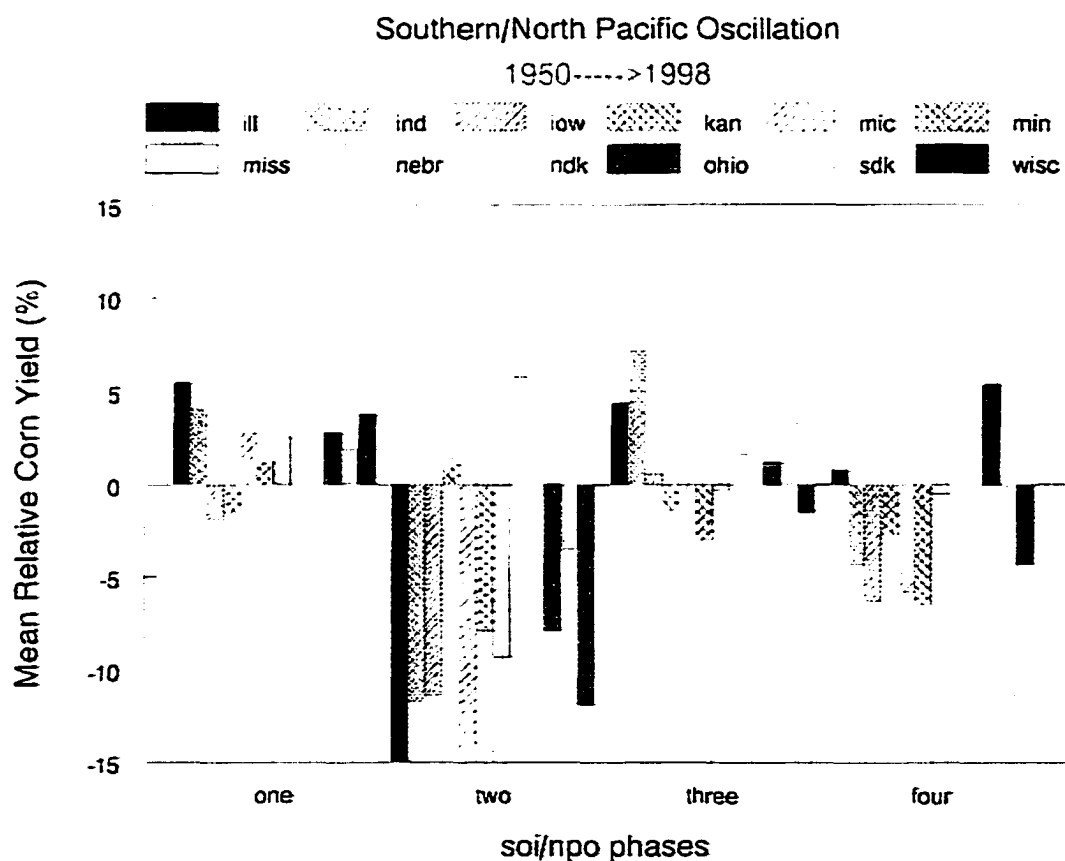 Southern/North Pacific Oscillation
1950----->1998
ill ind iow kan mic min
miss nebr ndk ohio sdk wisc
15
10
5
0
-5
-10
-15
Mean Relative Corn Yield (%)
one two three four
soi/npo phases